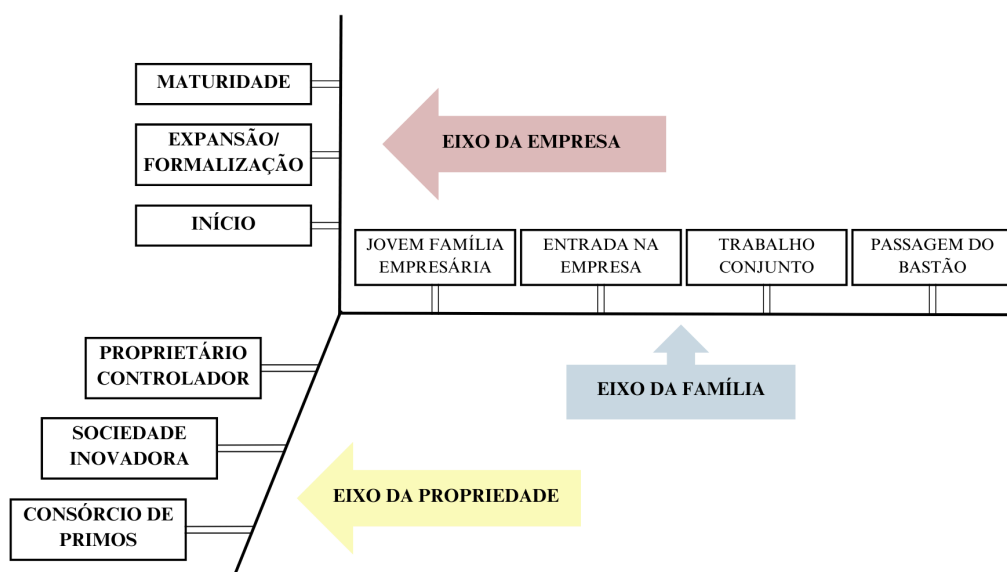 MATURIDADE
EXPANSÃO/
FORMALIZAÇÃO
INÍCIO
EIXO DA EMPRESA
JOVEM FAMÍLIA
EMPRESÁRIA
ENTRADA NA
EMPRESA
TRABALHO
CONJUNTO
PASSAGEM DO
BASTÃO
PROPRIETÁRIO
CONTROLADOR
EIXO DA FAMÍLIA
SOCIEDADE
INOVADORA
EIXO DA PROPRIEDADE
CONSÓRCIO DE
PRIMOS